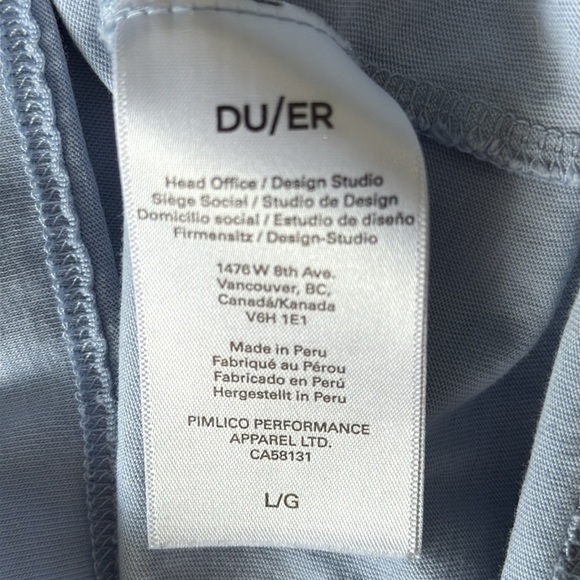 DU/ER
Head Office / Design Studio
Siège Social / Studio de Design
Domicilio social / Estudio de diseño
Firmensitz / Design-Studio
1476 W 8th Ave.
Vancouver, BC,
Canadá/Kanada
V6H 1E1
Made in Peru
Fabriqué au Pérou
Fabricado en Perú
Hergestellt in Peru
PIMLICO PERFORMANCE
APPAREL LTD.
CA58131
L/G